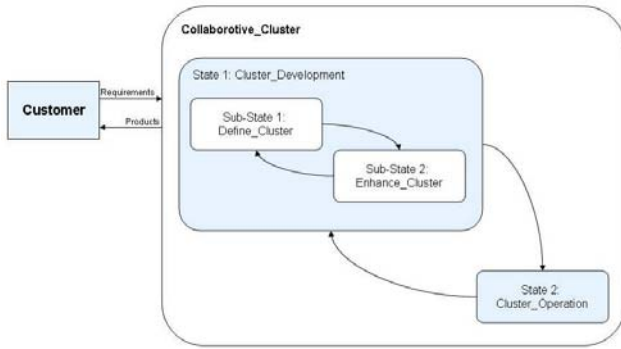 Collaborotive_Cluster
State 1: Cluster_Development
Requirements
Customer
Products
Sub-State 1:
Define_Cluster
Sub-State 2:
Enhance_Cluster
State 2:
Cluster_Operation